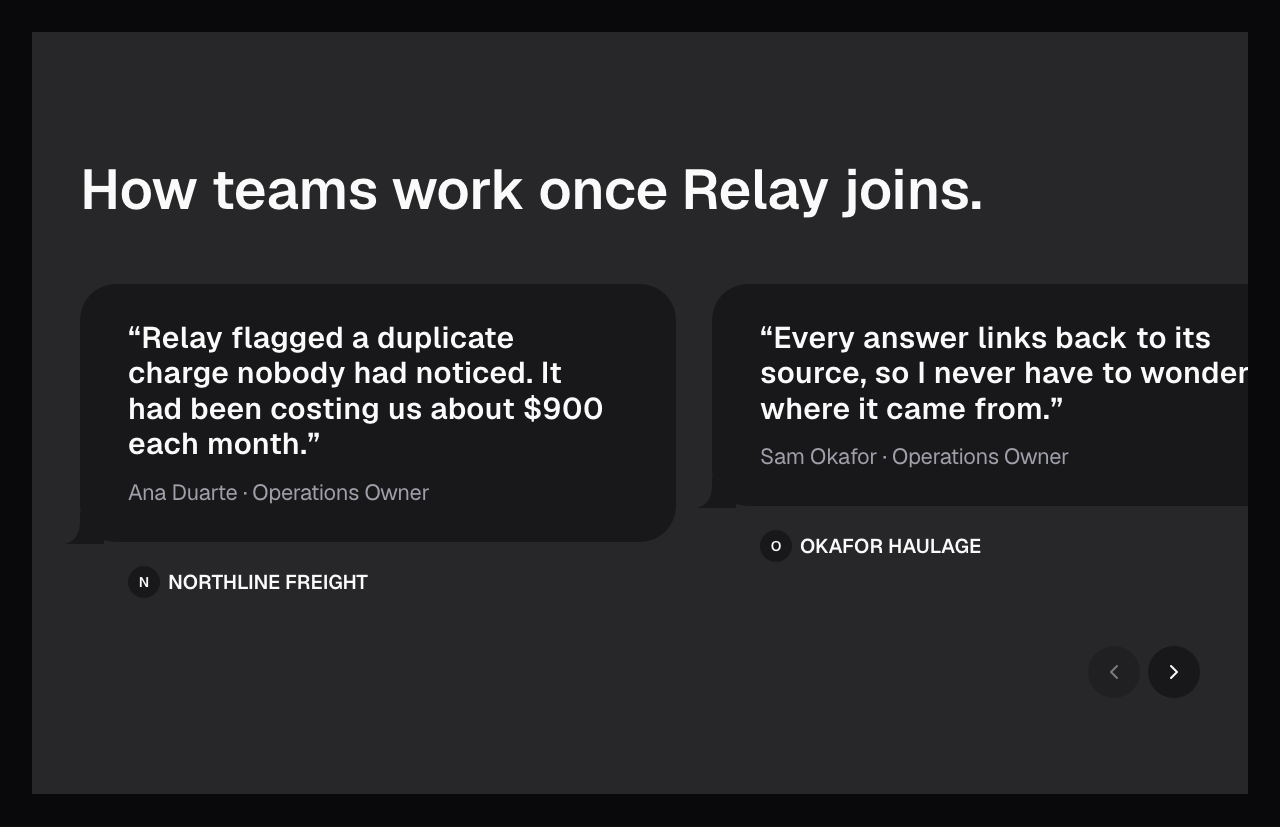 How teams work once Relay joins.
“Relay flagged a duplicate
charge nobody had noticed. It
had been costing us about $900
each month.”
Ana Duarte · Operations Owner
N NORTHLINE FREIGHT
“Every answer links back to its
source, so I never have to wonder
where it came from.”
Sam Okafor · Operations Owner
O OKAFOR HAULAGE